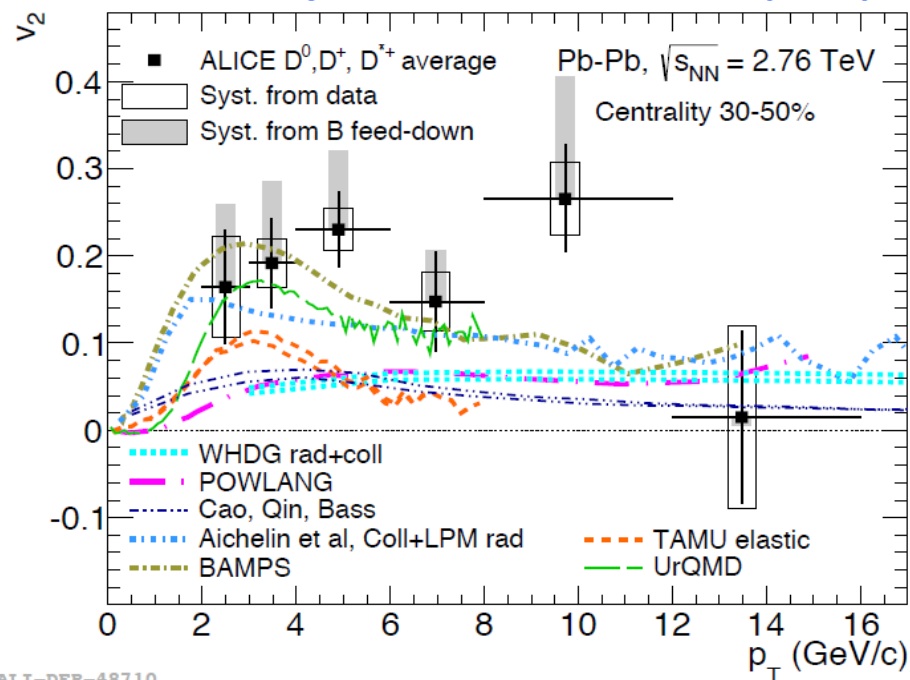 v₂
0.4
0.3
0.2
0.1
0
-0.1
ALICE D⁰,D⁺, D*⁺ average
Syst. from data
Syst. from B feed-down
Pb-Pb, √s_NN = 2.76 TeV
Centrality 30-50%
WHDG rad+coll
POWLANG
Cao, Qin, Bass
Aichelin et al, Coll+LPM rad
BAMPS
TAMU elastic
UrQMD
0 2 4 6 8 10 12 14 16
p_T (GeV/c)